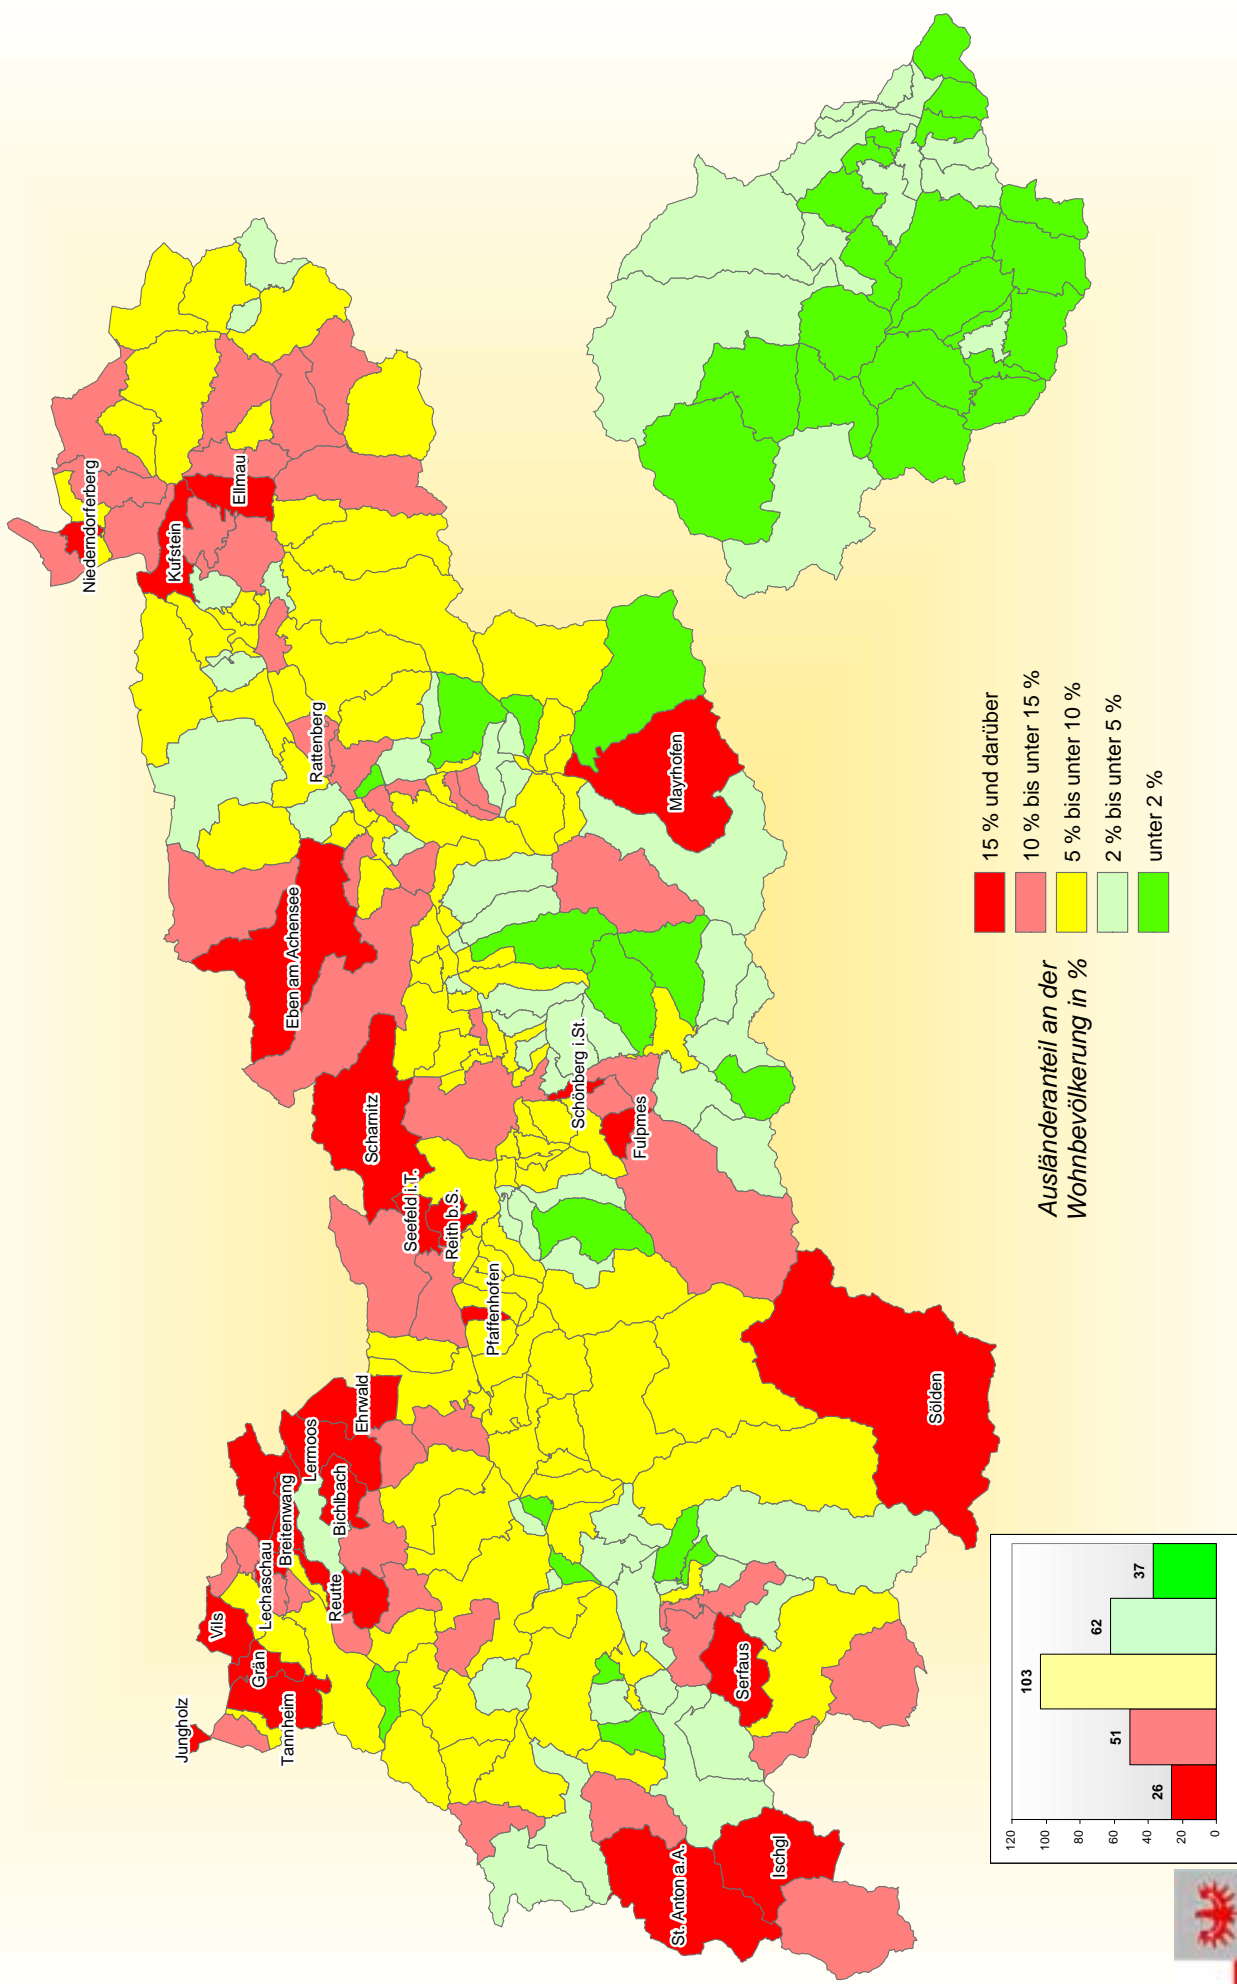 Niederndorferberg
Kufstein
Ellmau
Rattenberg
Eben am Achensee
Mayrhofen
Scharnitz
Schönberg i.St.
Fulpmes
Seefeld i.T.
Reith b.S.
Pfaffenhofen
Ehrwald
Lermoos
Bichlbach
Breitenwang
Lechaschau
Reutte
Vils
Grän
Tannheim
Jungholz
Sölden
Serfaus
Ischgl
St. Anton a.A.
Ausländeranteil an der
Wohnbevölkerung in %
15 % und darüber
10 % bis unter 15 %
5 % bis unter 10 %
2 % bis unter 5 %
unter 2 %
120
100
80
60
40
20
0
26
51
103
62
37